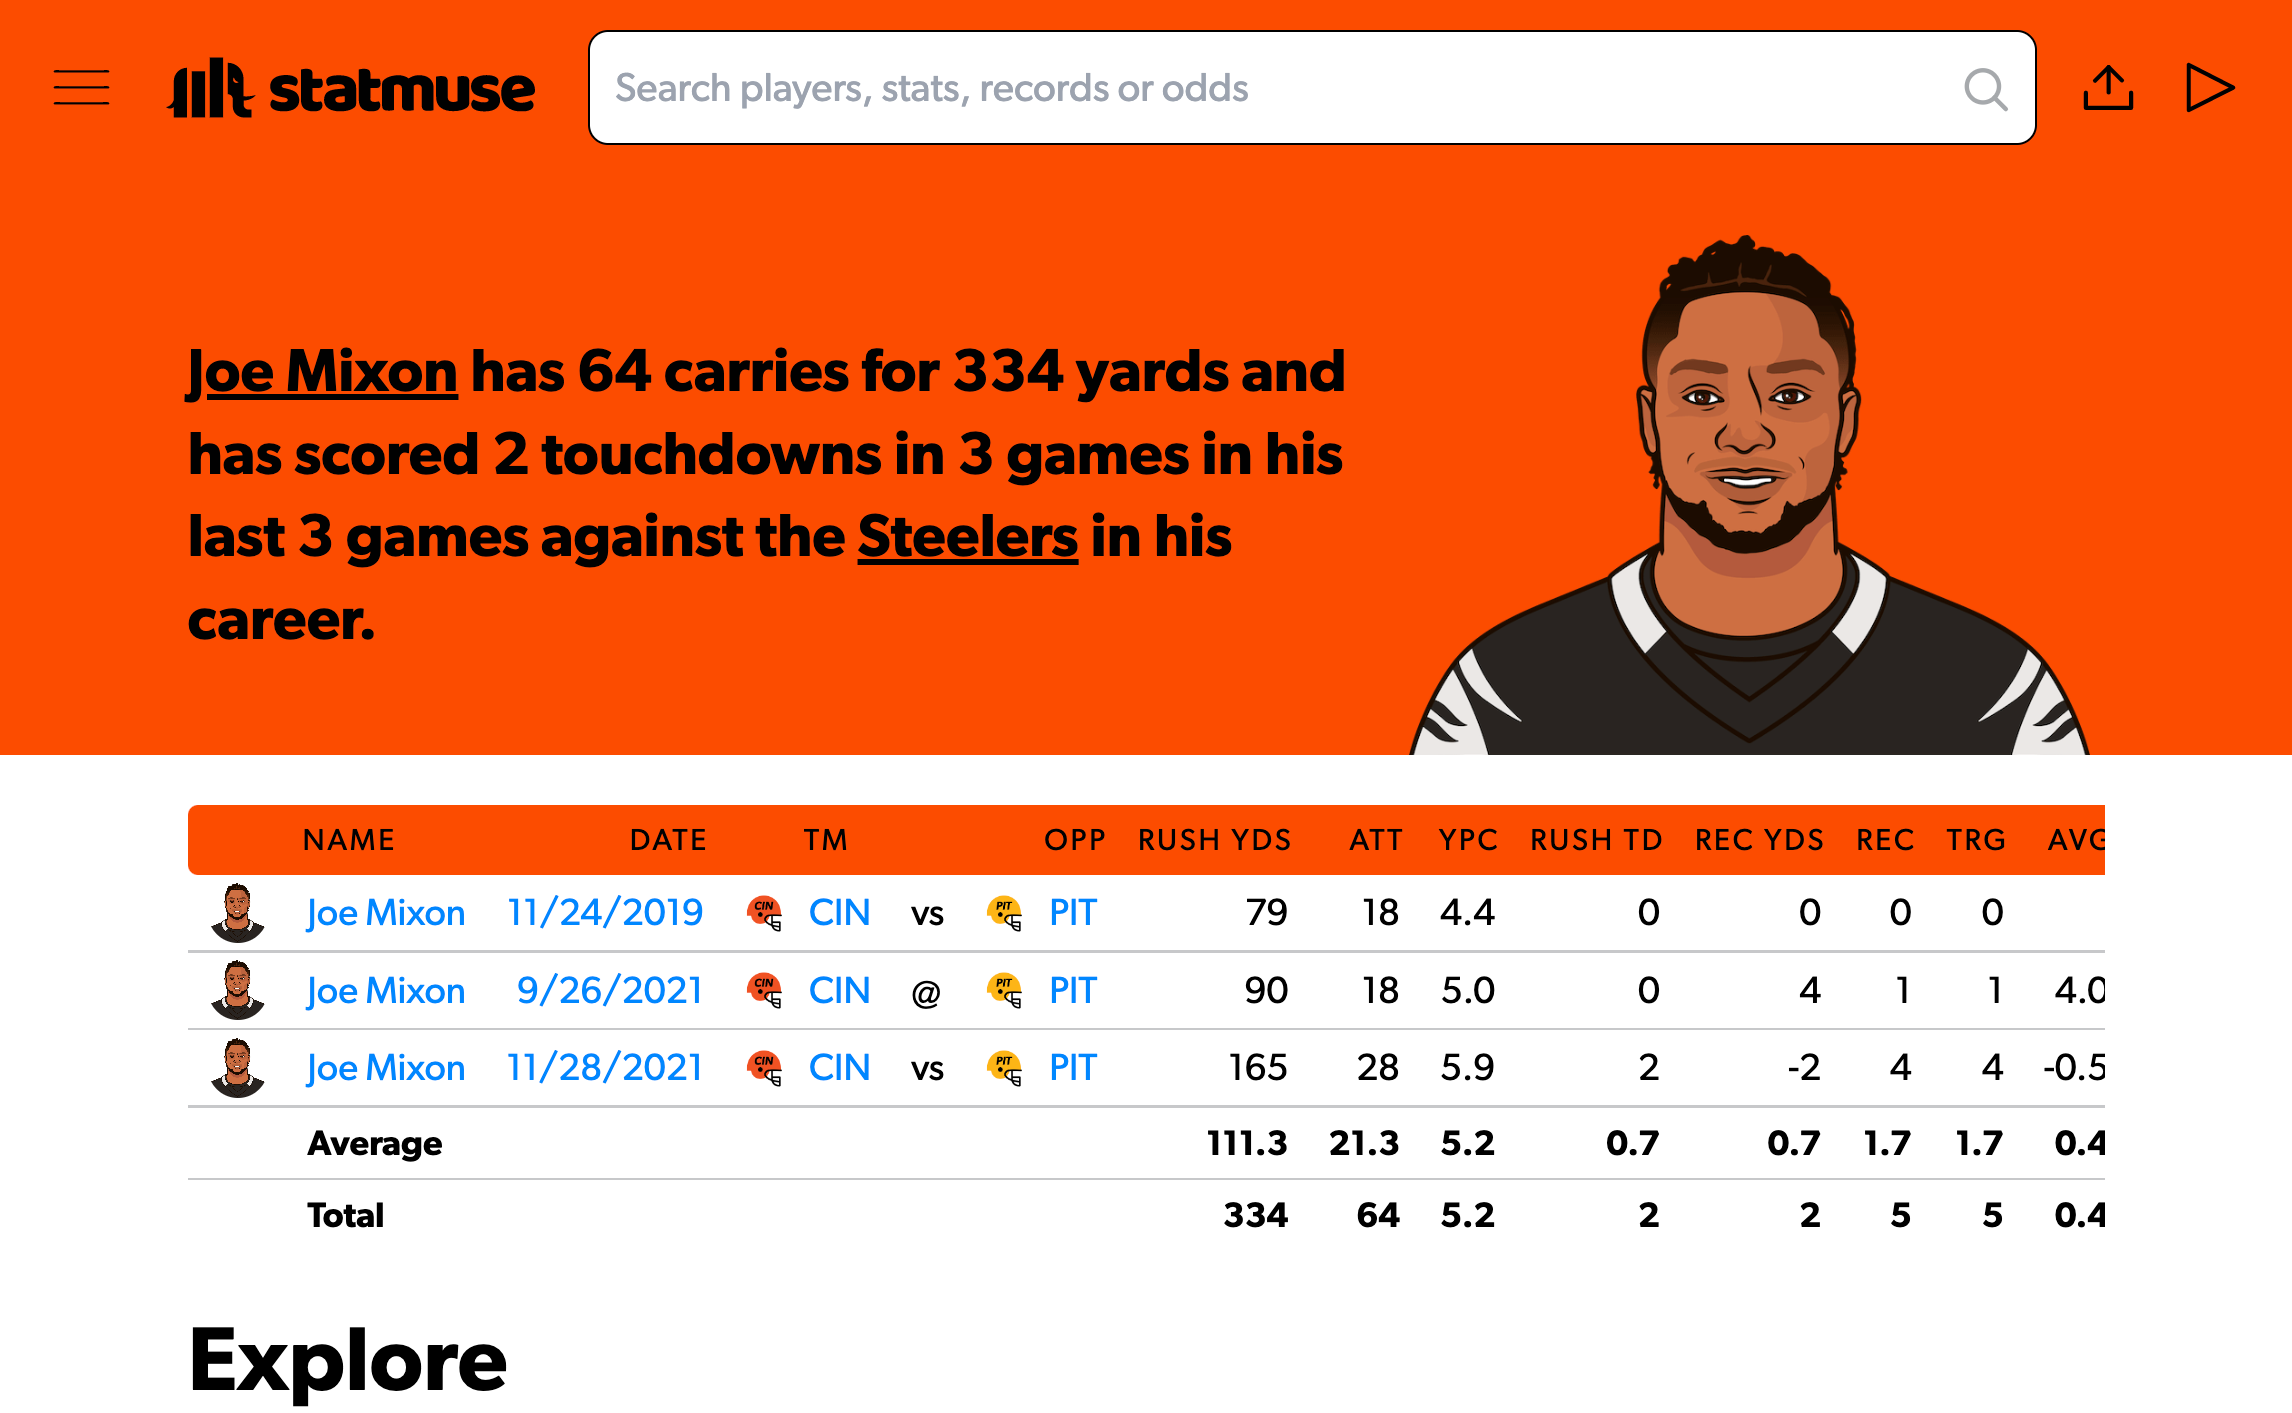 statmuse
Search players, stats, records or odds
Joe Mixon has 64 carries for 334 yards and
has scored 2 touchdowns in 3 games in his
last 3 games against the Steelers in his
career.
NAME DATE TM OPP RUSH YDS ATT YPC RUSH TD REC YDS REC TRG AVG
Joe Mixon 11/24/2019 CIN CIN vs PIT PIT 79 18 4.4 0 0 0 0
Joe Mixon 9/26/2021 CIN CIN @ PIT PIT 90 18 5.0 0 4 1 1 4.0
Joe Mixon 11/28/2021 CIN CIN vs PIT PIT 165 28 5.9 2 -2 4 4 -0.5
Average 111.3 21.3 5.2 0.7 0.7 1.7 1.7 0.4
Total 334 64 5.2 2 2 5 5 0.4
Explore